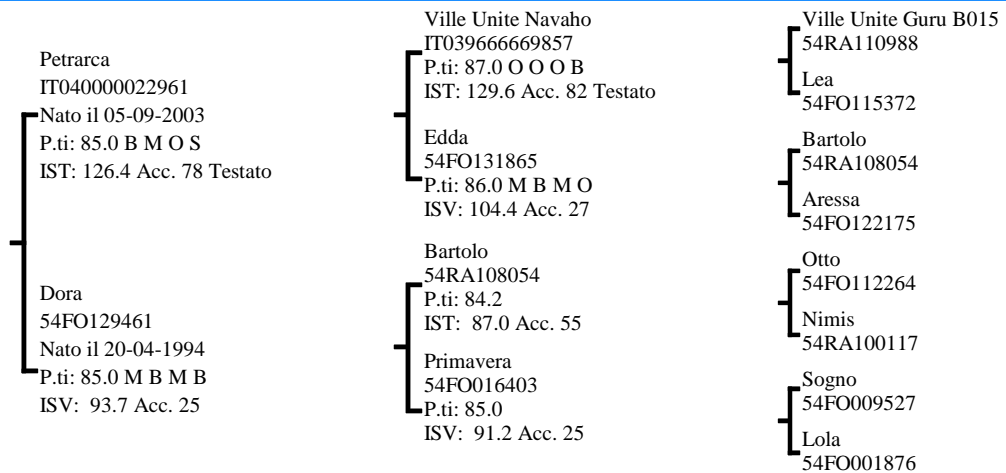 Petrarca
IT040000022961
Nato il 05-09-2003
P.ti: 85.0 B M O S
IST: 126.4 Acc. 78 Testato
Dora
54FO129461
Nato il 20-04-1994
P.ti: 85.0 M B M B
ISV:  93.7 Acc. 25
Ville Unite Navaho
IT039666669857
P.ti: 87.0 O O O B
IST: 129.6 Acc. 82 Testato
Edda
54FO131865
P.ti: 86.0 M B M O
ISV: 104.4 Acc. 27
Bartolo
54RA108054
P.ti: 84.2
IST:  87.0 Acc. 55
Primavera
54FO016403
P.ti: 85.0
ISV:  91.2 Acc. 25
Ville Unite Guru B015
54RA110988
Lea
54FO115372
Bartolo
54RA108054
Aressa
54FO122175
Otto
54FO112264
Nimis
54RA100117
Sogno
54FO009527
Lola
54FO001876